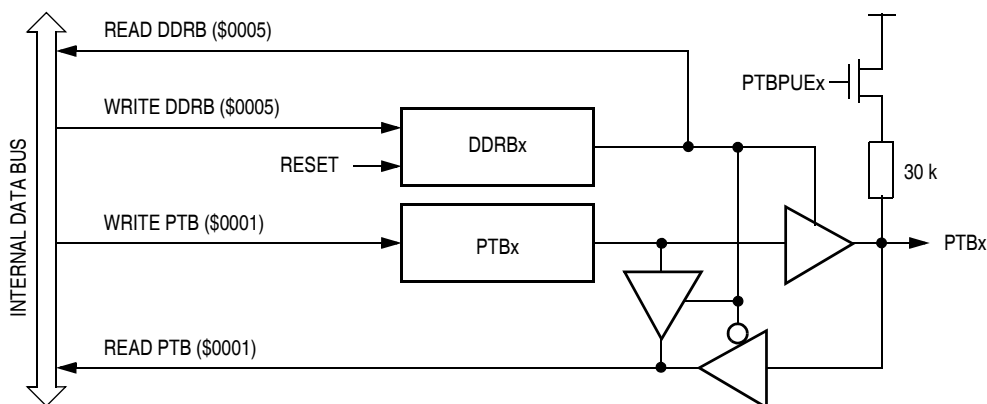 READ DDRB ($0005)
PTBPUEx
WRITE DDRB ($0005)
DDRBx
RESET
30 k
INTERNAL DATA BUS
WRITE PTB ($0001)
PTBx
PTBx
READ PTB ($0001)